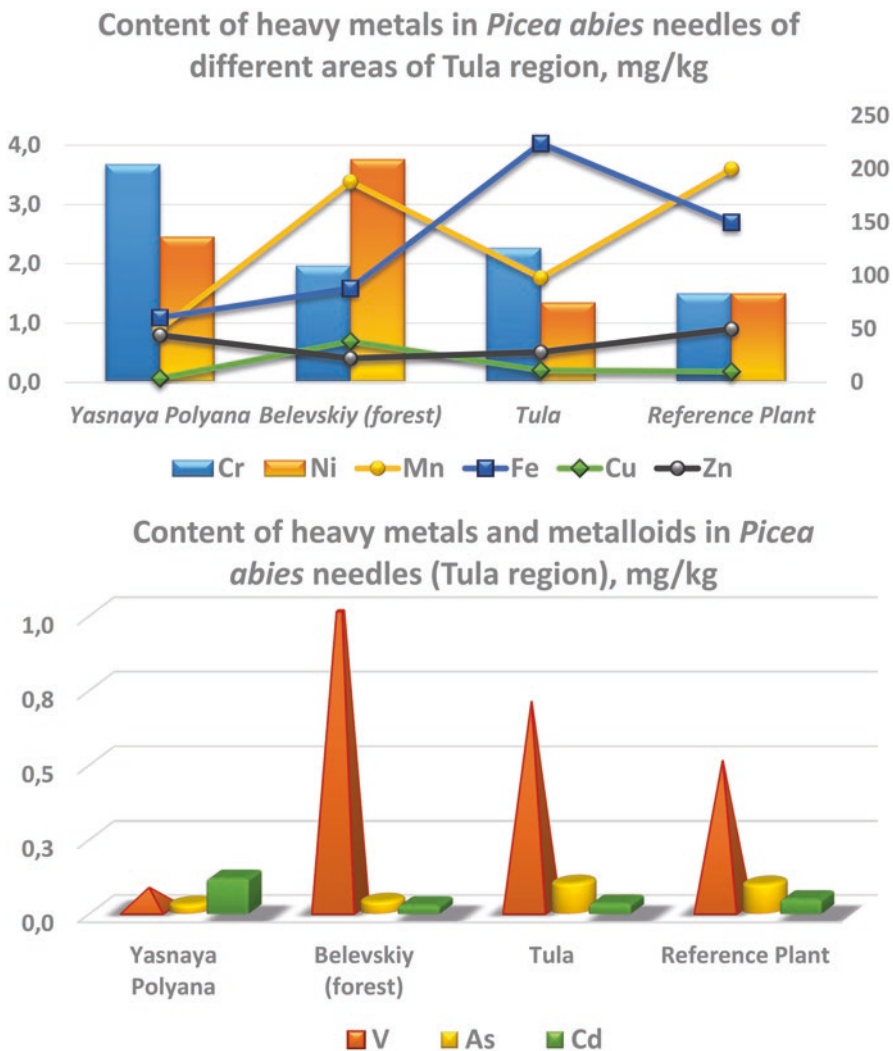 Content of heavy metals in Picea abies needles of
different areas of Tula region, mg/kg
250
4,0
200
3,0
150
2,0
100
1,0
50
0,0
0
Yasnaya Polyana Belevskiy (forest) Tula Reference Plant
Cr Ni Mn Fe Cu Zn
Content of heavy metals and metalloids in Picea
abies needles (Tula region), mg/kg
1,0
0,8
0,5
0,3
0,0
Yasnaya Belevskiy Tula Reference Plant
Polyana (forest)
V As Cd